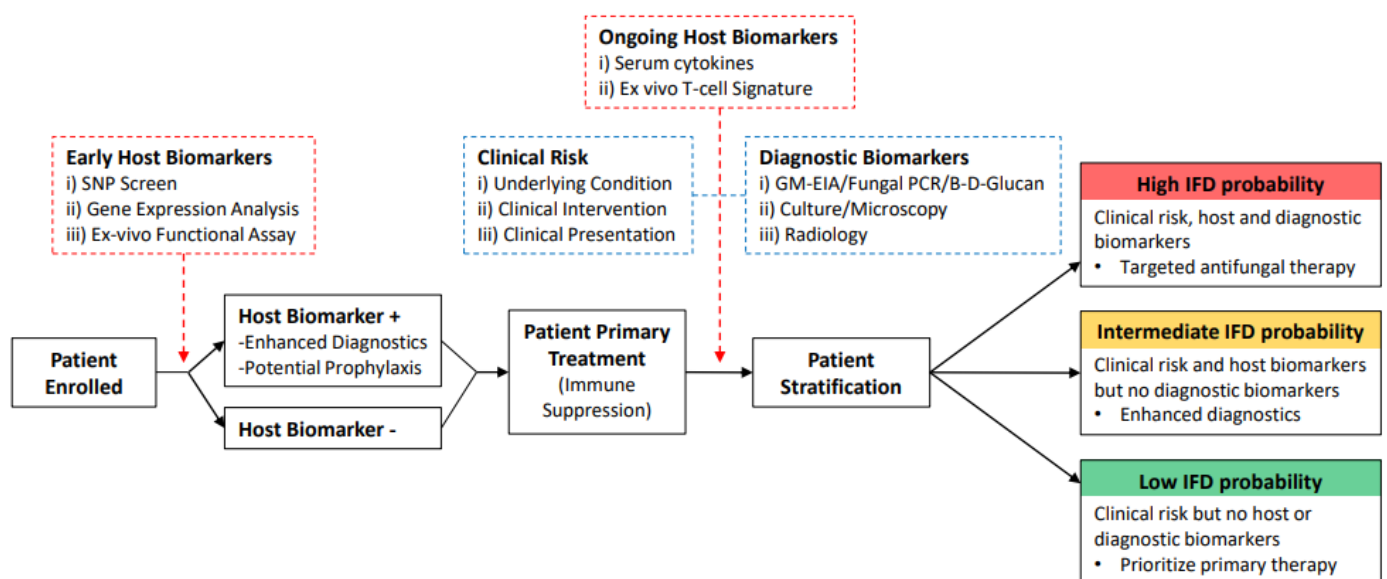 Ongoing Host Biomarkers
i) Serum cytokines
ii) Ex vivo T-cell Signature
Early Host Biomarkers
i) SNP Screen
ii) Gene Expression Analysis
iii) Ex-vivo Functional Assay
Clinical Risk
i) Underlying Condition
ii) Clinical Intervention
Iii) Clinical Presentation
Diagnostic Biomarkers
i) GM-EIA/Fungal PCR/B-D-Glucan
ii) Culture/Microscopy
iii) Radiology
Patient
Enrolled
Host Biomarker +
-Enhanced Diagnostics
-Potential Prophylaxis
Host Biomarker -
Patient Primary
Treatment
(Immune
Suppression)
Patient
Stratification
High IFD probability
Clinical risk, host and diagnostic
biomarkers
• Targeted antifungal therapy
Intermediate IFD probability
Clinical risk and host biomarkers
but no diagnostic biomarkers
• Enhanced diagnostics
Low IFD probability
Clinical risk but no host or
diagnostic biomarkers
• Prioritize primary therapy